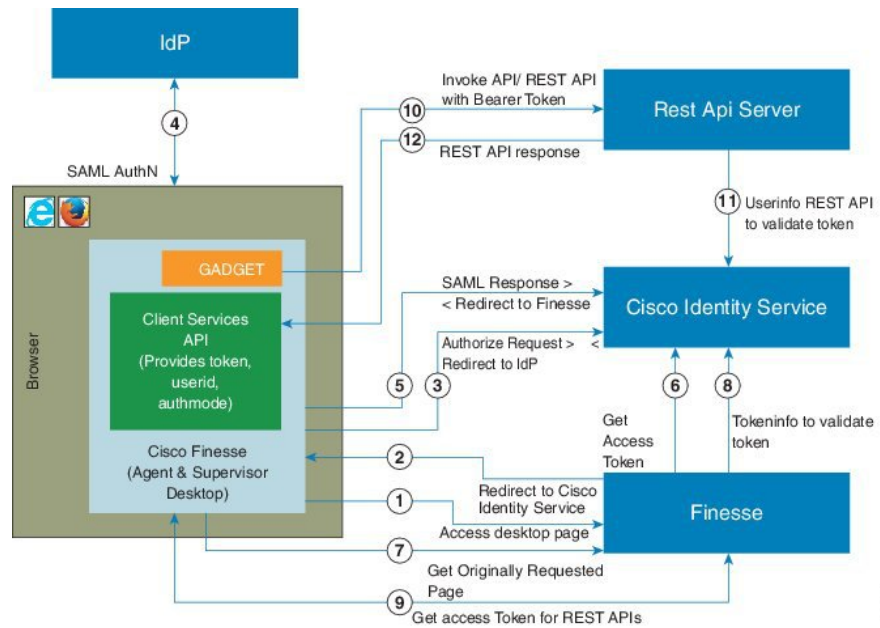 IdP
Invoke API/ REST API
with Bearer Token
Rest Api Server
4
10
12
REST API response
SAML AuthN
11
Userinfo REST API
to validate token
GADGET
SAML Response >
< Redirect to Finesse
Cisco Identity Service
Client Services
API
(Provides token,
userid,
authmode)
Authorize Request > <
Redirect to IdP
Browser
5
3
6
8
Get
Access
Token
Tokeninfo to validate
token
Cisco Finesse
(Agent & Supervisor
Desktop)
2
Redirect to Cisco
Identity Service
1
Access desktop page
Finesse
7
Get Originally Requested
Page
9
Get access Token for REST APIs